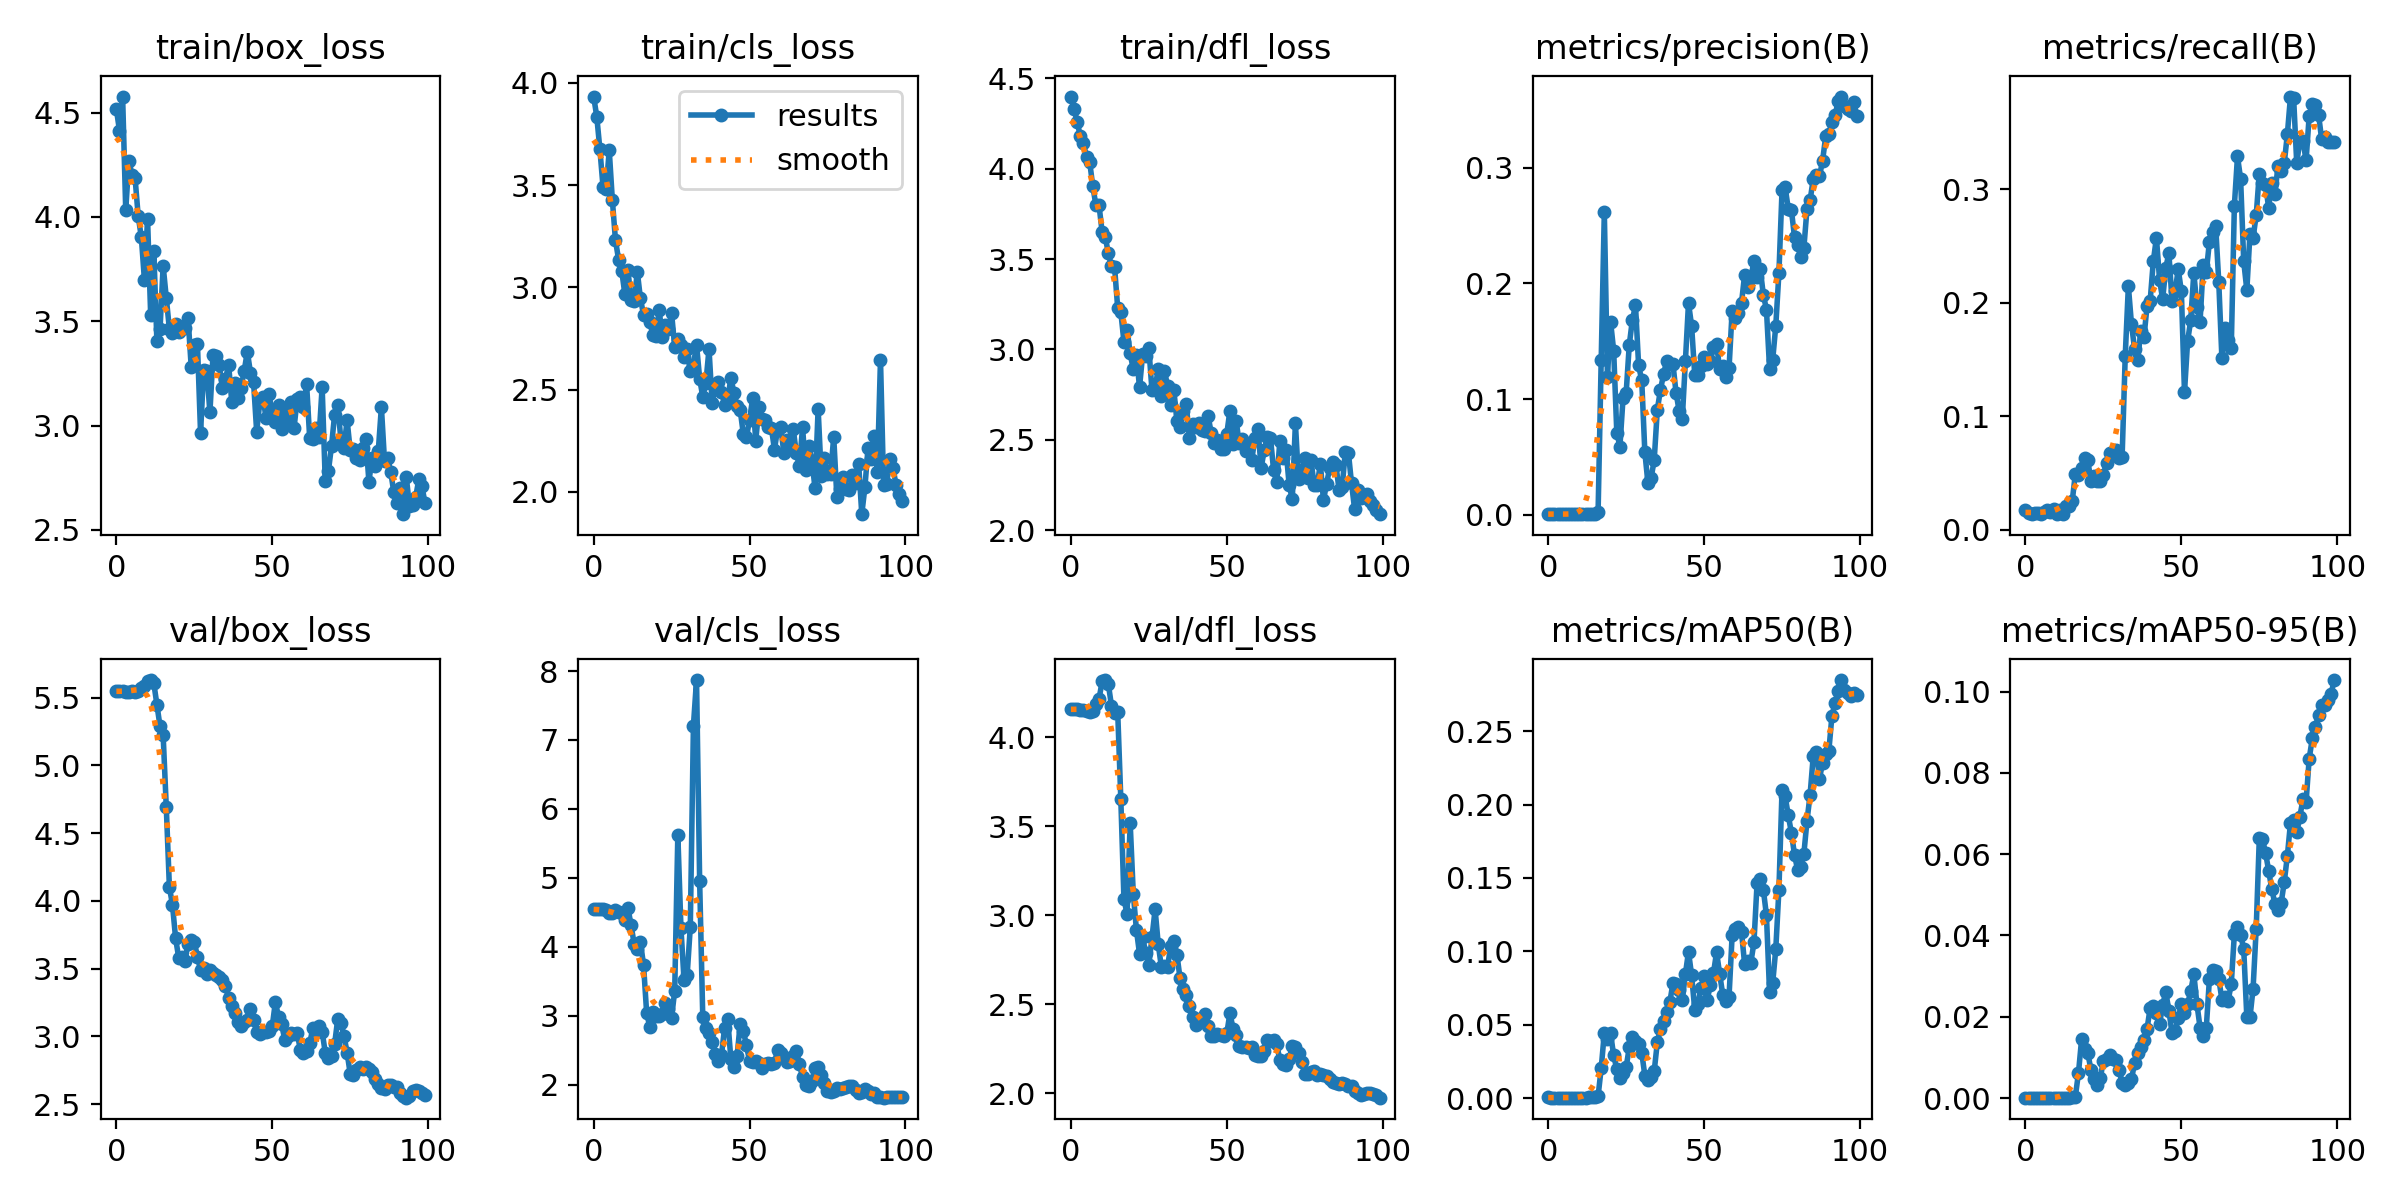 train/box_loss
4.5
4.0
3.5
3.0
2.5
0 50 100
train/cls_loss
results
smooth
4.0
3.5
3.0
2.5
2.0
0 50 100
train/dfl_loss
4.5
4.0
3.5
3.0
2.5
2.0
0 50 100
metrics/precision(B)
0.3
0.2
0.1
0.0
0 50 100
metrics/recall(B)
0.3
0.2
0.1
0.0
0 50 100
val/box_loss
5.5
5.0
4.5
4.0
3.5
3.0
2.5
0 50 100
val/cls_loss
8
7
6
5
4
3
2
0 50 100
val/dfl_loss
4.0
3.5
3.0
2.5
2.0
0 50 100
metrics/mAP50(B)
0.25
0.20
0.15
0.10
0.05
0.00
0 50 100
metrics/mAP50-95(B)
0.10
0.08
0.06
0.04
0.02
0.00
0 50 100